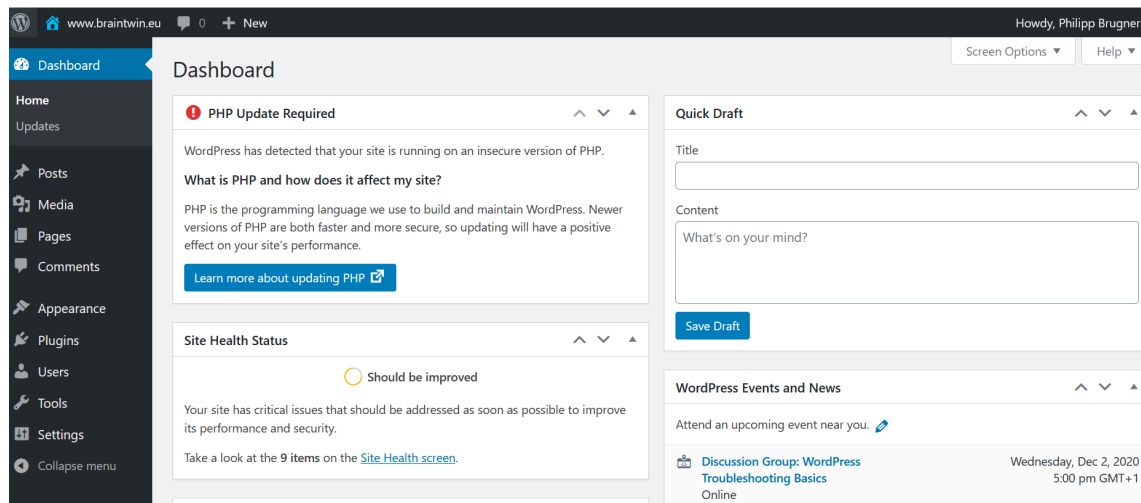 www.braintwin.eu 0 + New Howdy, Philipp Brugner
Screen Options ▼ Help ▼
Dashboard
Home
Updates
Posts
Media
Pages
Comments
Appearance
Plugins
Users
Tools
Settings
Collapse menu
Dashboard
PHP Update Required
WordPress has detected that your site is running on an insecure version of PHP.
What is PHP and how does it affect my site?
PHP is the programming language we use to build and maintain WordPress. Newer
versions of PHP are both faster and more secure, so updating will have a positive
effect on your site's performance.
Learn more about updating PHP
Site Health Status
Should be improved
Your site has critical issues that should be addressed as soon as possible to improve
its performance and security.
Take a look at the 9 items on the Site Health screen.
Quick Draft
Title
Content
What's on your mind?
Save Draft
WordPress Events and News
Attend an upcoming event near you.
Discussion Group: WordPress
Troubleshooting Basics
Online
Wednesday, Dec 2, 2020
5:00 pm GMT+1